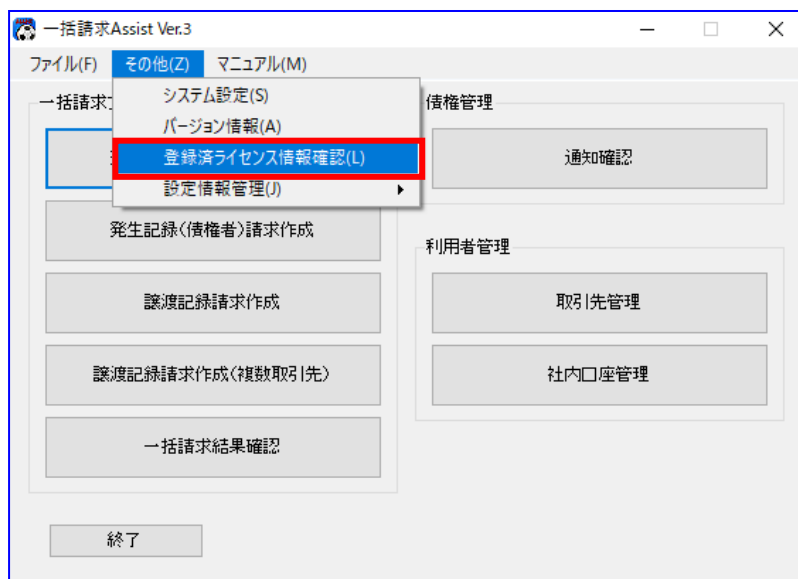 一括請求Assist Ver.3
ファイル(F) その他(Z) マニュアル(M)
システム設定(S)
バージョン情報(A)
登録済ライセンス情報確認(L)
設定情報管理(J)
一括請求
発生記録(債権者)請求作成
譲渡記録請求作成
譲渡記録請求作成(複数取引先)
一括請求結果確認
債権管理
通知確認
利用者管理
取引先管理
社内口座管理
終了